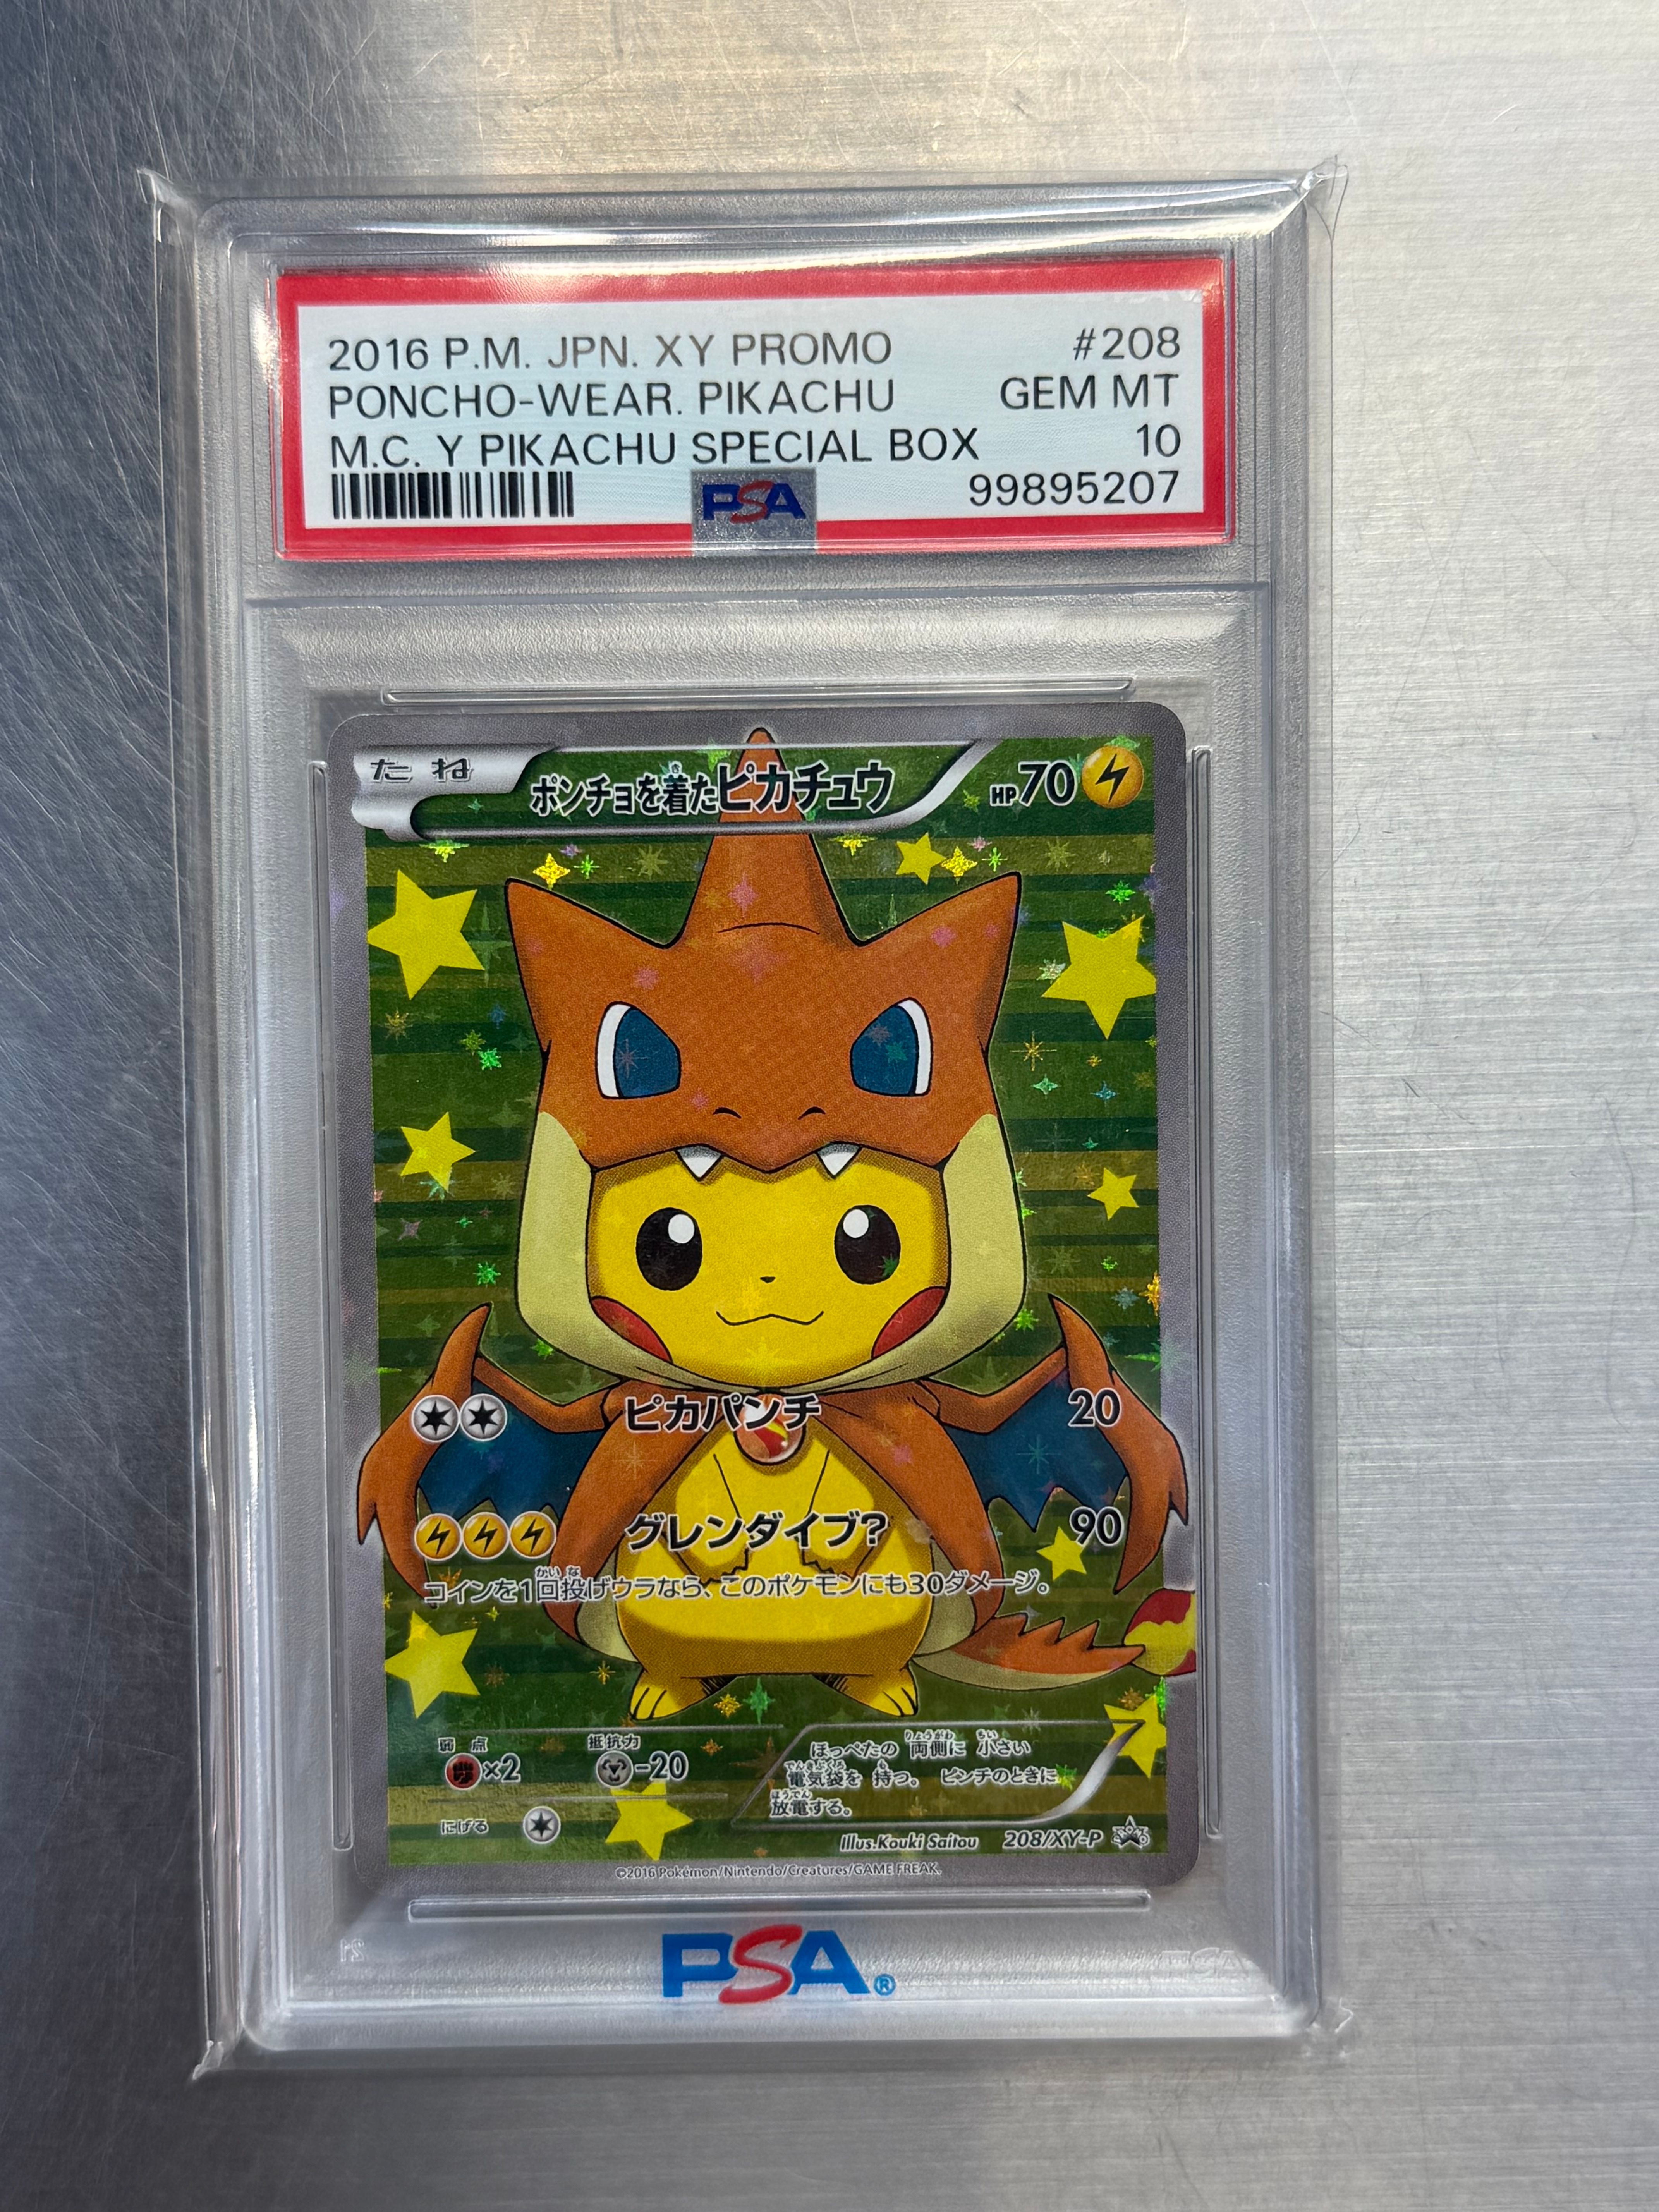 2016 P.M. JPN. XY PROMO #208
PONCHO-WEAR. PIKACHU GEM MT
M.C. Y PIKACHU SPECIAL BOX 10
PSA 99895207
たね ポンチョを着たピカチュウ HP70
ピカパンチ 20
グレンダイブ? 90
コインを1回投げウラなら、このポケモンにも30ダメージ。
弱点 抵抗力
×2 -20
にげる
ほっぺたの 両側に 小さい
電気袋を 持つ。 ピンチのときに
放電する。
Illus.Kouki Saitou 208/XY-P
©2016 Pokémon/Nintendo/Creatures/GAME FREAK.
PSA®